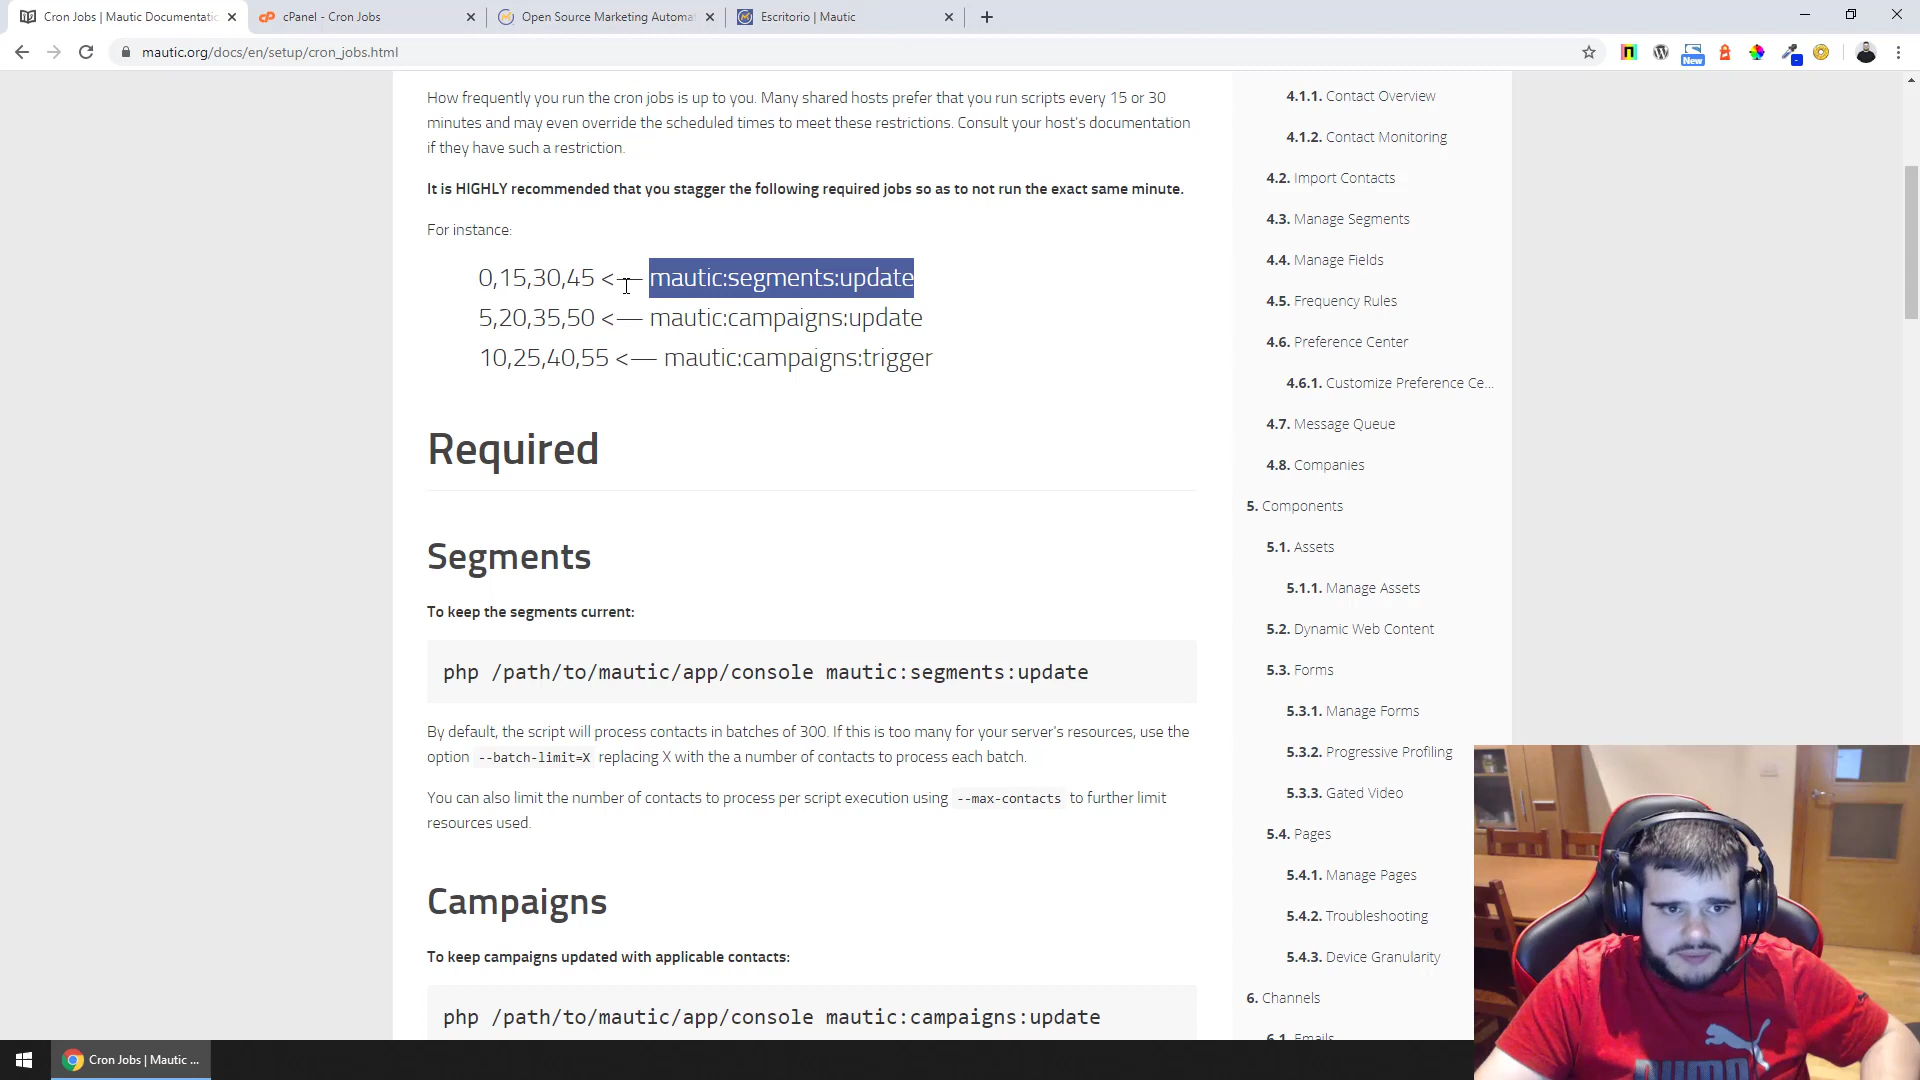 Cron Jobs | Mautic Documentatic
cPanel - Cron Jobs
Open Source Marketing Automat
Escritorio | Mautic
mautic.org/docs/en/setup/cron_jobs.html
New
How frequently you run the cron jobs is up to you. Many shared hosts prefer that you run scripts every 15 or 30
minutes and may even override the scheduled times to meet these restrictions. Consult your host's documentation
if they have such a restriction.
It is HIGHLY recommended that you stagger the following required jobs so as to not run the exact same minute.
For instance:
0,15,30,45 <— mautic:segments:update
5,20,35,50 <— mautic:campaigns:update
10,25,40,55 <— mautic:campaigns:trigger
Required
Segments
To keep the segments current:
php /path/to/mautic/app/console mautic:segments:update
By default, the script will process contacts in batches of 300. If this is too many for your server's resources, use the
option --batch-limit=X replacing X with the a number of contacts to process each batch.
You can also limit the number of contacts to process per script execution using --max-contacts to further limit
resources used.
Campaigns
To keep campaigns updated with applicable contacts:
php /path/to/mautic/app/console mautic:campaigns:update
4.1.1. Contact Overview
4.1.2. Contact Monitoring
4.2. Import Contacts
4.3. Manage Segments
4.4. Manage Fields
4.5. Frequency Rules
4.6. Preference Center
4.6.1. Customize Preference Ce...
4.7. Message Queue
4.8. Companies
5. Components
5.1. Assets
5.1.1. Manage Assets
5.2. Dynamic Web Content
5.3. Forms
5.3.1. Manage Forms
5.3.2. Progressive Profiling
5.3.3. Gated Video
5.4. Pages
5.4.1. Manage Pages
5.4.2. Troubleshooting
5.4.3. Device Granularity
6. Channels
6.1. Emails
PUMA
Cron Jobs | Mautic ...